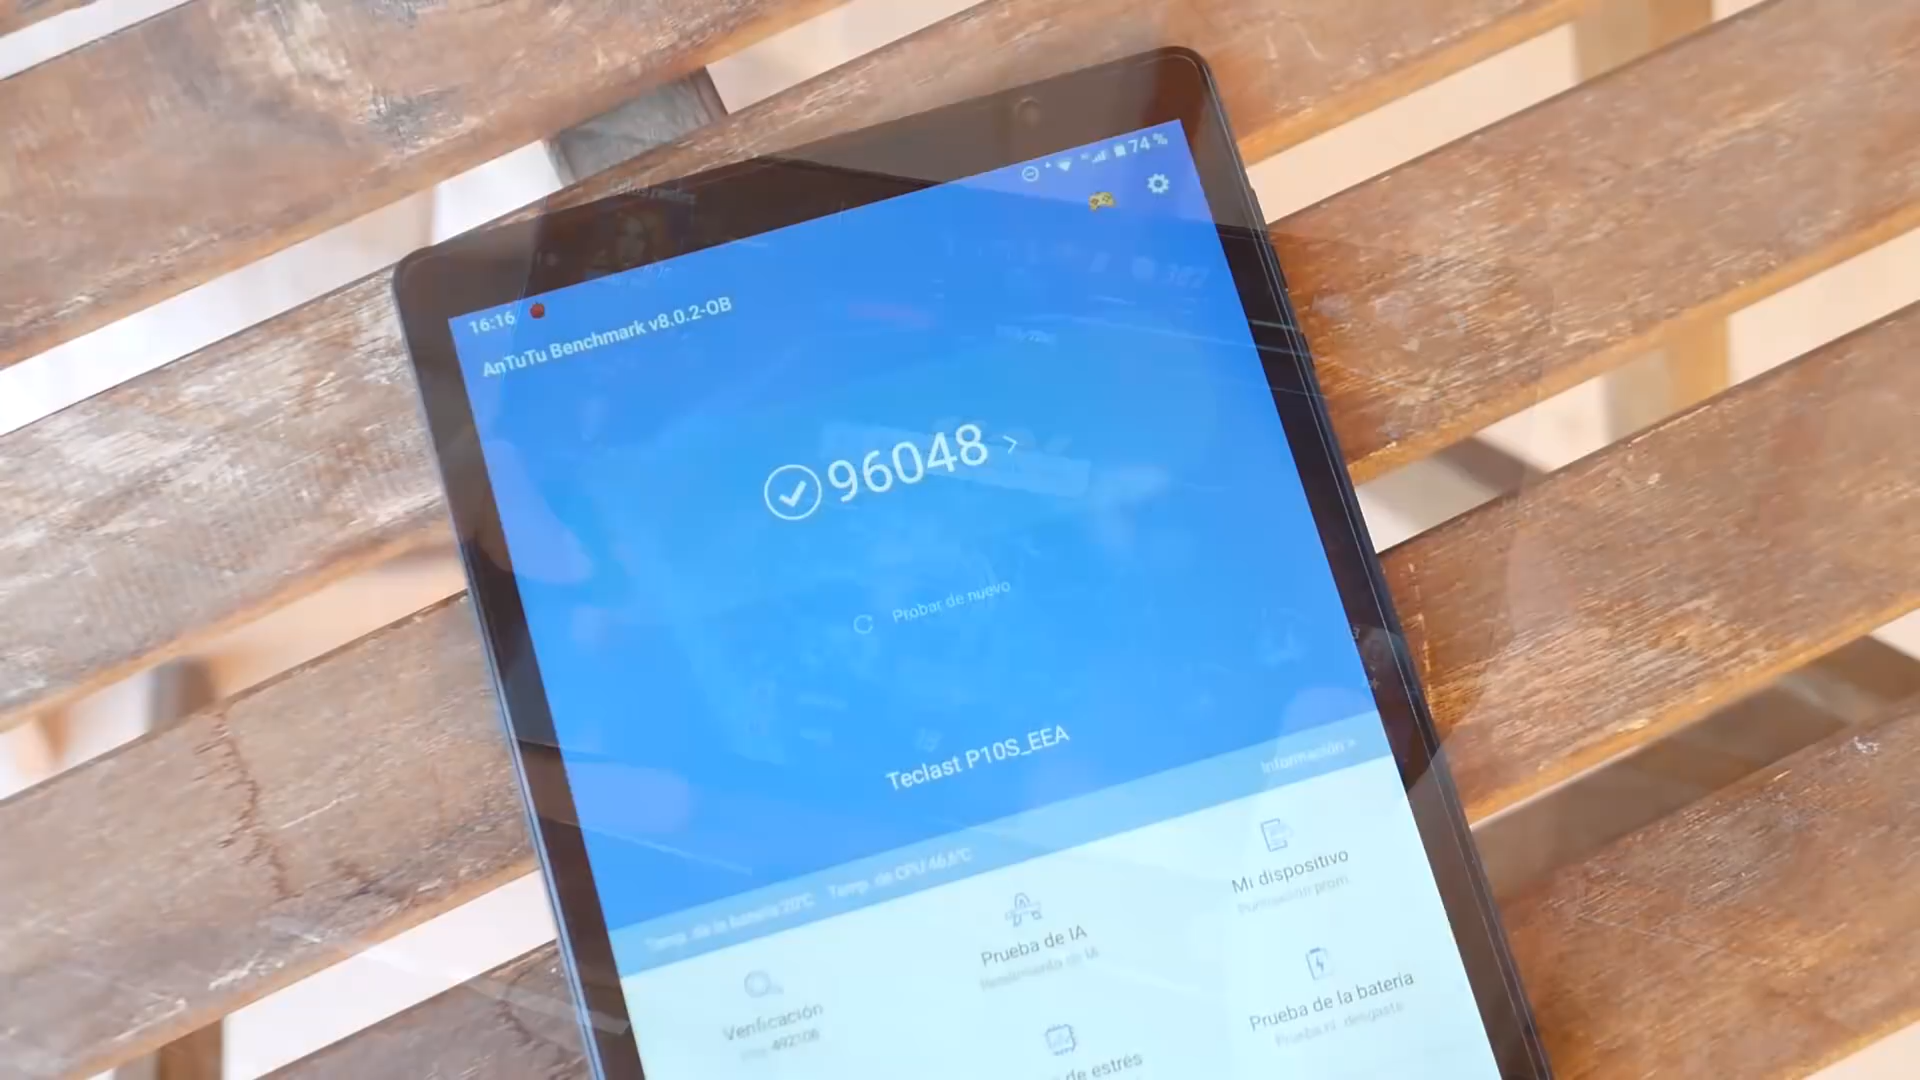 74 %
16:16
AnTuTu Benchmark v8.0.2-OB
96048 >
Probar de nuevo
Teclast P10S_EEA
Información >
Temp. de la batería 20°C Temp. de CPU 46,6°C
Mi dispositivo
Puntuación prom
Prueba de IA
Rendimiento de IA
Verificación
492106
Prueba de la batería
Prueba ni. desgaste
de estrés